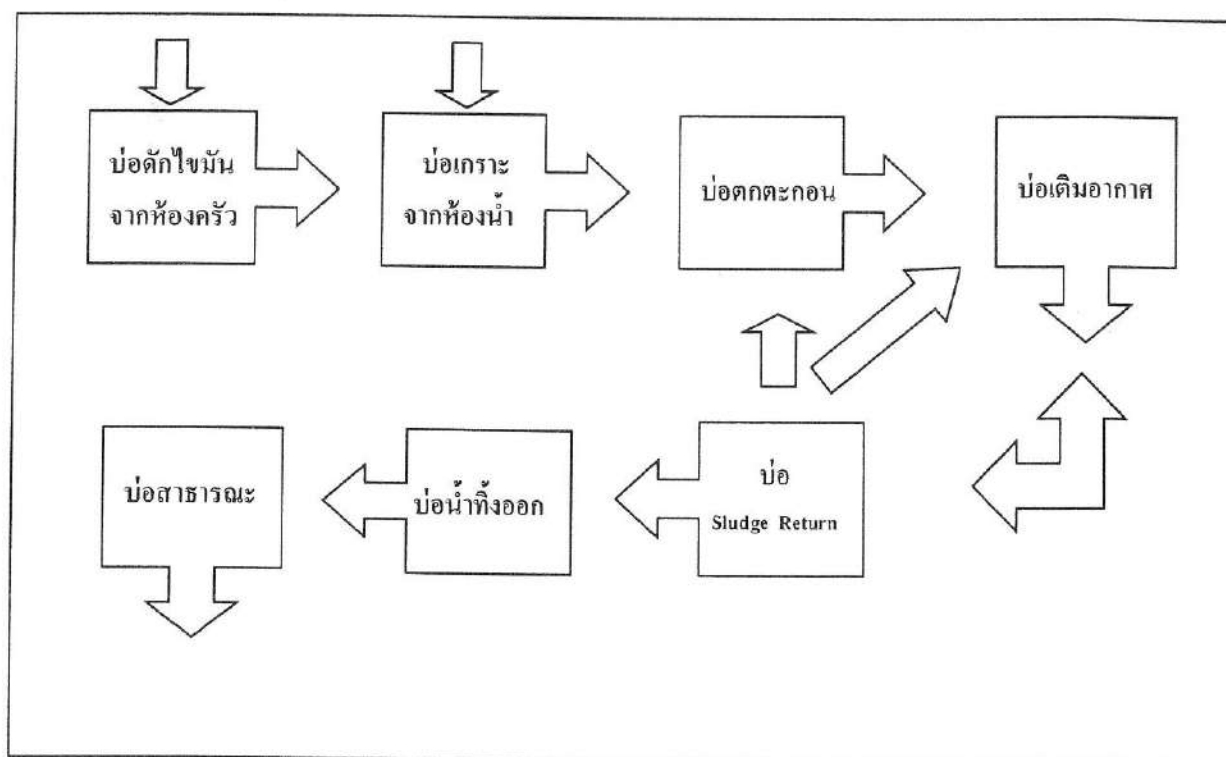 บ่อดักไขมัน
จากห้องครัว
บ่อเกราะ
จากห้องน้ำ
บ่อตกตะกอน
บ่อเติมอากาศ
บ่อสาธารณะ
บ่อน้ำทิ้งออก
บ่อ
Sludge Return